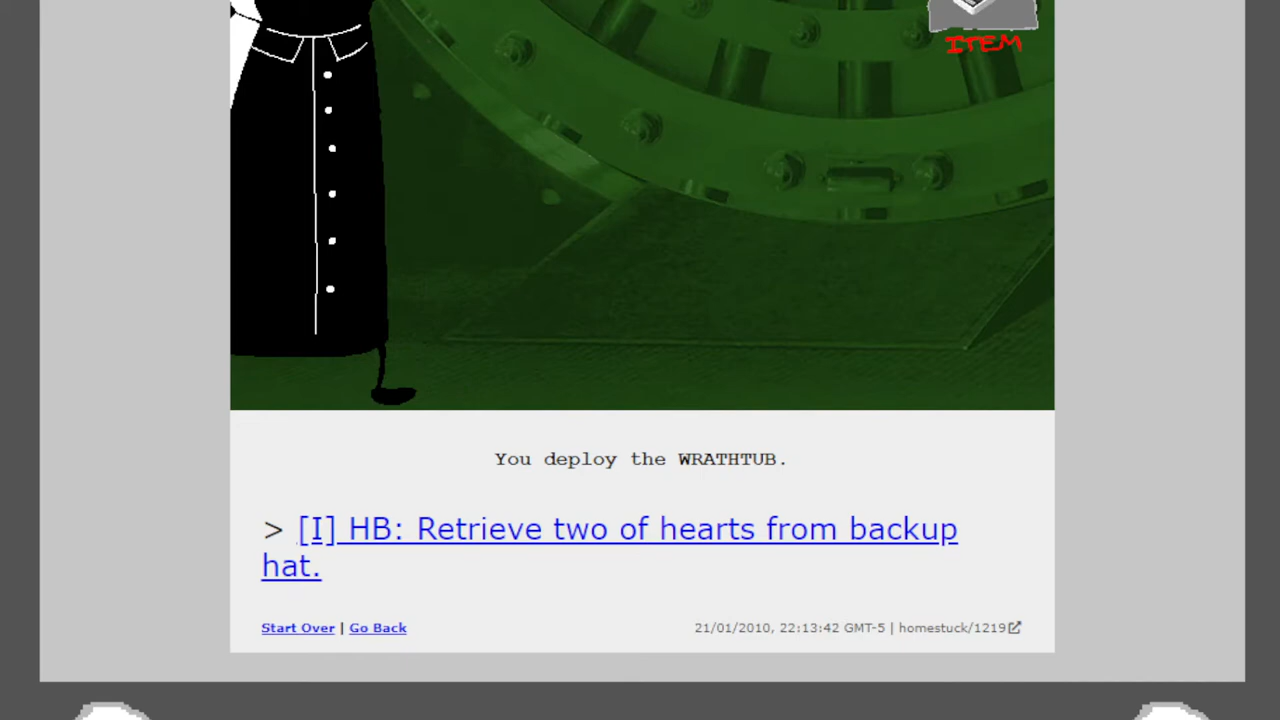 ITEM
You deploy the WRATHTUB.
> [I] HB: Retrieve two of hearts from backup
hat.
Start Over | Go Back
21/01/2010, 22:13:42 GMT-5 | homestuck/1219